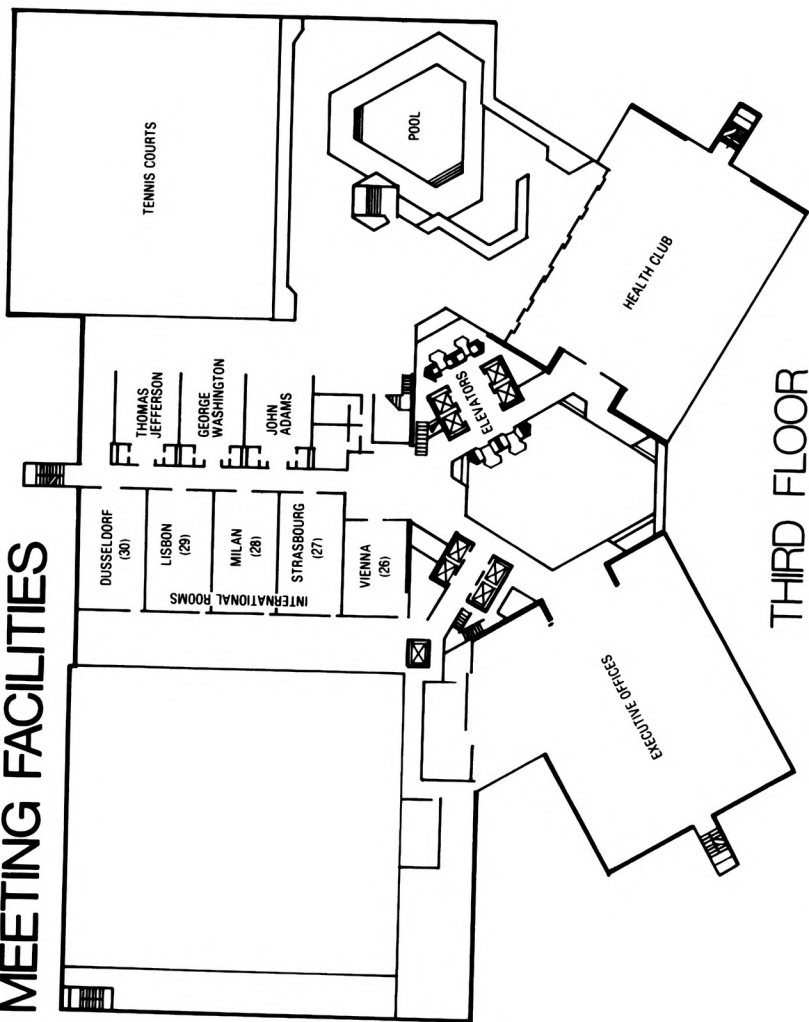 MEETING FACILITIES
TENNIS COURTS
POOL
THOMAS
JEFFERSON
GEORGE
WASHINGTON
JOHN
ADAMS
DUSSELDORF
(30)
LISBON
(29)
MILAN
(28)
STRASBOURG
(27)
VIENNA
(26)
INTERNATIONAL ROOMS
ELEVATORS
HEALTH CLUB
EXECUTIVE OFFICES
THIRD FLOOR